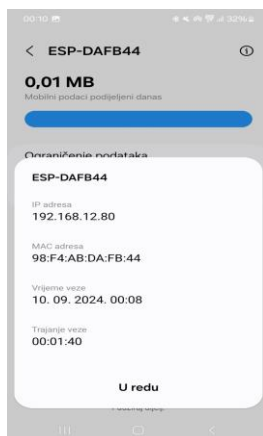 00:10
32%
ESP-DAFB44
0,01 MB
Mobilni podaci podijeljeni danas
Ograničenje podataka
ESP-DAFB44
IP adresa
192.168.12.80
MAC adresa
98:F4:AB:DA:FB:44
Vrijeme veze
10. 09. 2024. 00:08
Trajanje veze
00:01:40
U redu